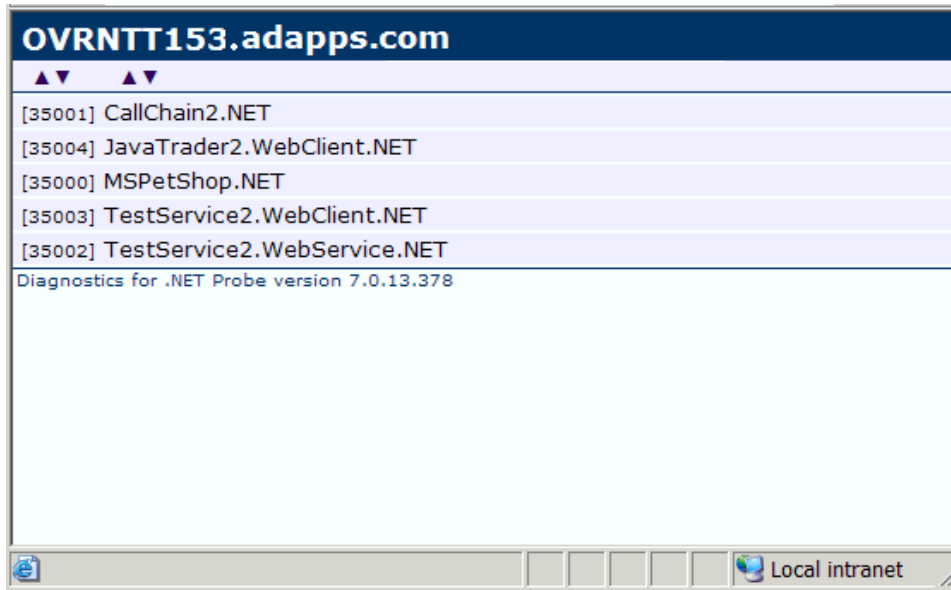 OVRNTT153.adapps.com
▲▼ ▲▼
[35001] CallChain2.NET
[35004] JavaTrader2.WebClient.NET
[35000] MSPetShop.NET
[35003] TestService2.WebClient.NET
[35002] TestService2.WebService.NET
Diagnostics for .NET Probe version 7.0.13.378
Local intranet